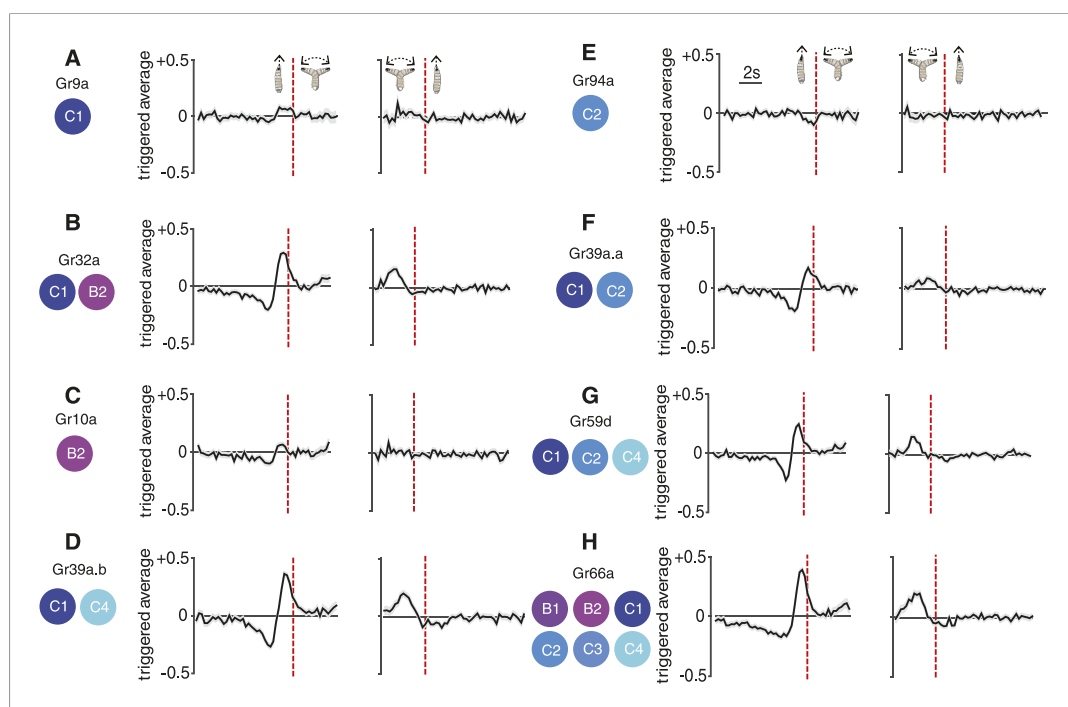 A
Gr9a
C1
triggered average
+0.5
0
-0.5
B
Gr32a
C1 B2
triggered average
+0.5
0
-0.5
C
Gr10a
B2
triggered average
+0.5
0
-0.5
D
Gr39a.b
C1 C4
triggered average
+0.5
0
-0.5
E
Gr94a
C2
triggered average
+0.5
0
-0.5
2s
F
Gr39a.a
C1 C2
triggered average
+0.5
0
-0.5
G
Gr59d
C1 C2 C4
triggered average
+0.5
0
-0.5
H
Gr66a
B1 B2 C1
C2 C3 C4
triggered average
+0.5
0
-0.5